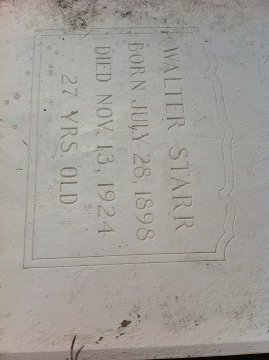 WALTER STARR
BORN JULY 26, 1898
DIED NOV. 13, 1924
27 YRS. OLD